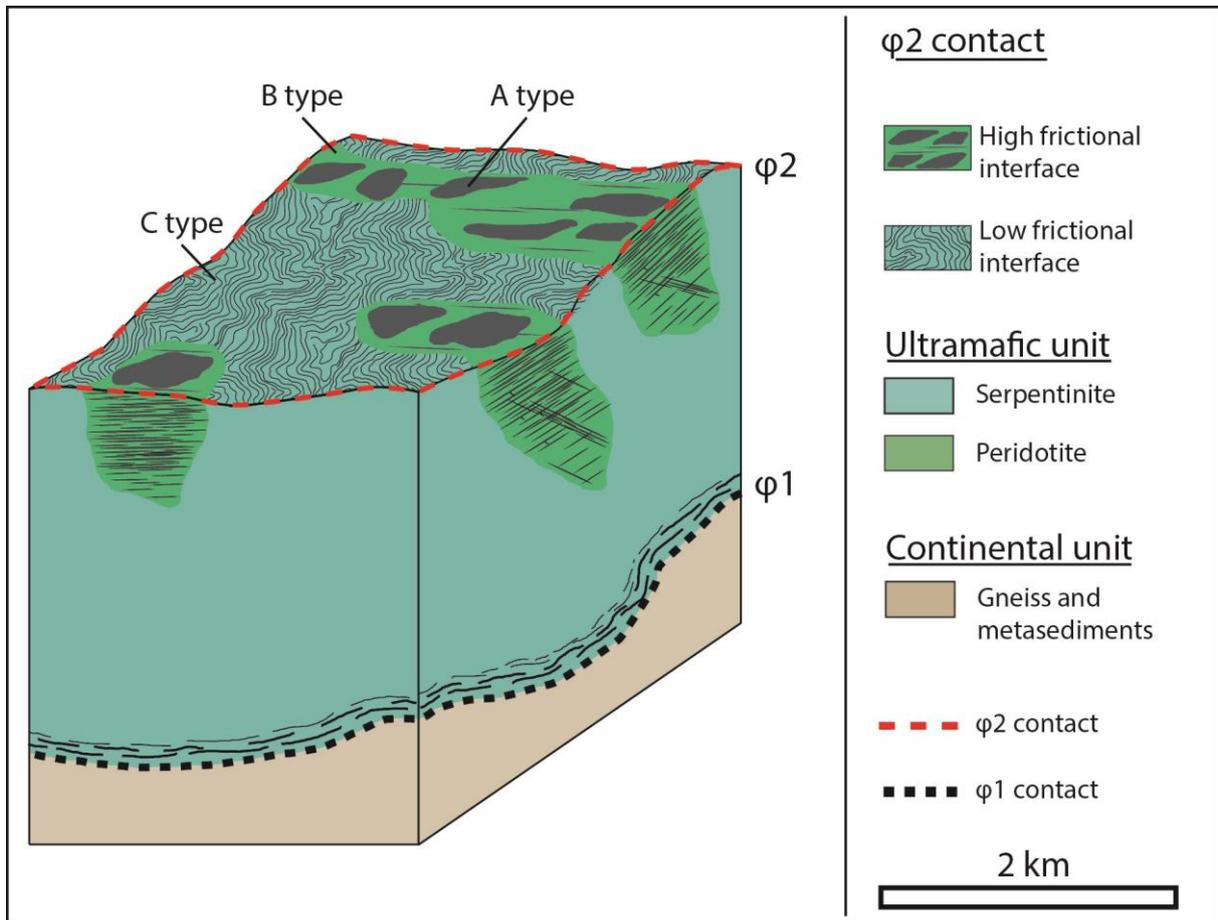 B type
A type
C type
φ2
φ1
φ2 contact
High frictional
interface
Low frictional
interface
Ultramafic unit
Serpentinite
Peridotite
Continental unit
Gneiss and
metasediments
φ2 contact
φ1 contact
2 km